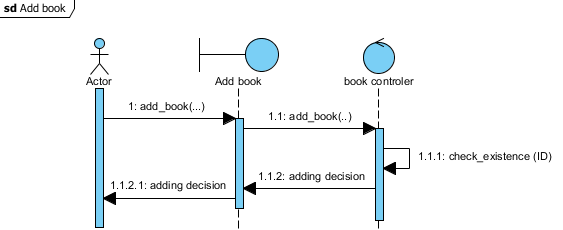 sd Add book
Actor
Add book
book controler
1: add_book(...)
1.1: add_book(..)
1.1.1: check_existence (ID)
1.1.2: adding decision
1.1.2.1: adding decision